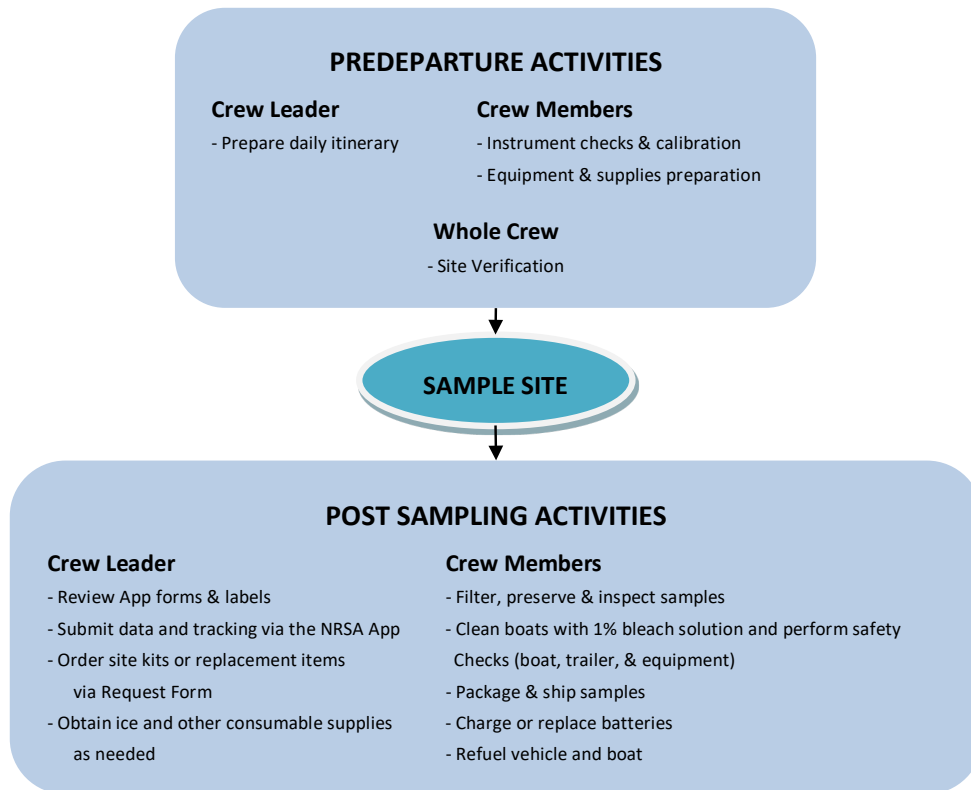 PREDEPARTURE ACTIVITIES
Crew Leader
- Prepare daily itinerary
Crew Members
- Instrument checks & calibration
- Equipment & supplies preparation
Whole Crew
- Site Verification
SAMPLE SITE
POST SAMPLING ACTIVITIES
Crew Leader
- Review App forms & labels
- Submit data and tracking via the NRSA App
- Order site kits or replacement items
via Request Form
- Obtain ice and other consumable supplies
as needed
Crew Members
- Filter, preserve & inspect samples
- Clean boats with 1% bleach solution and perform safety
Checks (boat, trailer, & equipment)
- Package & ship samples
- Charge or replace batteries
- Refuel vehicle and boat